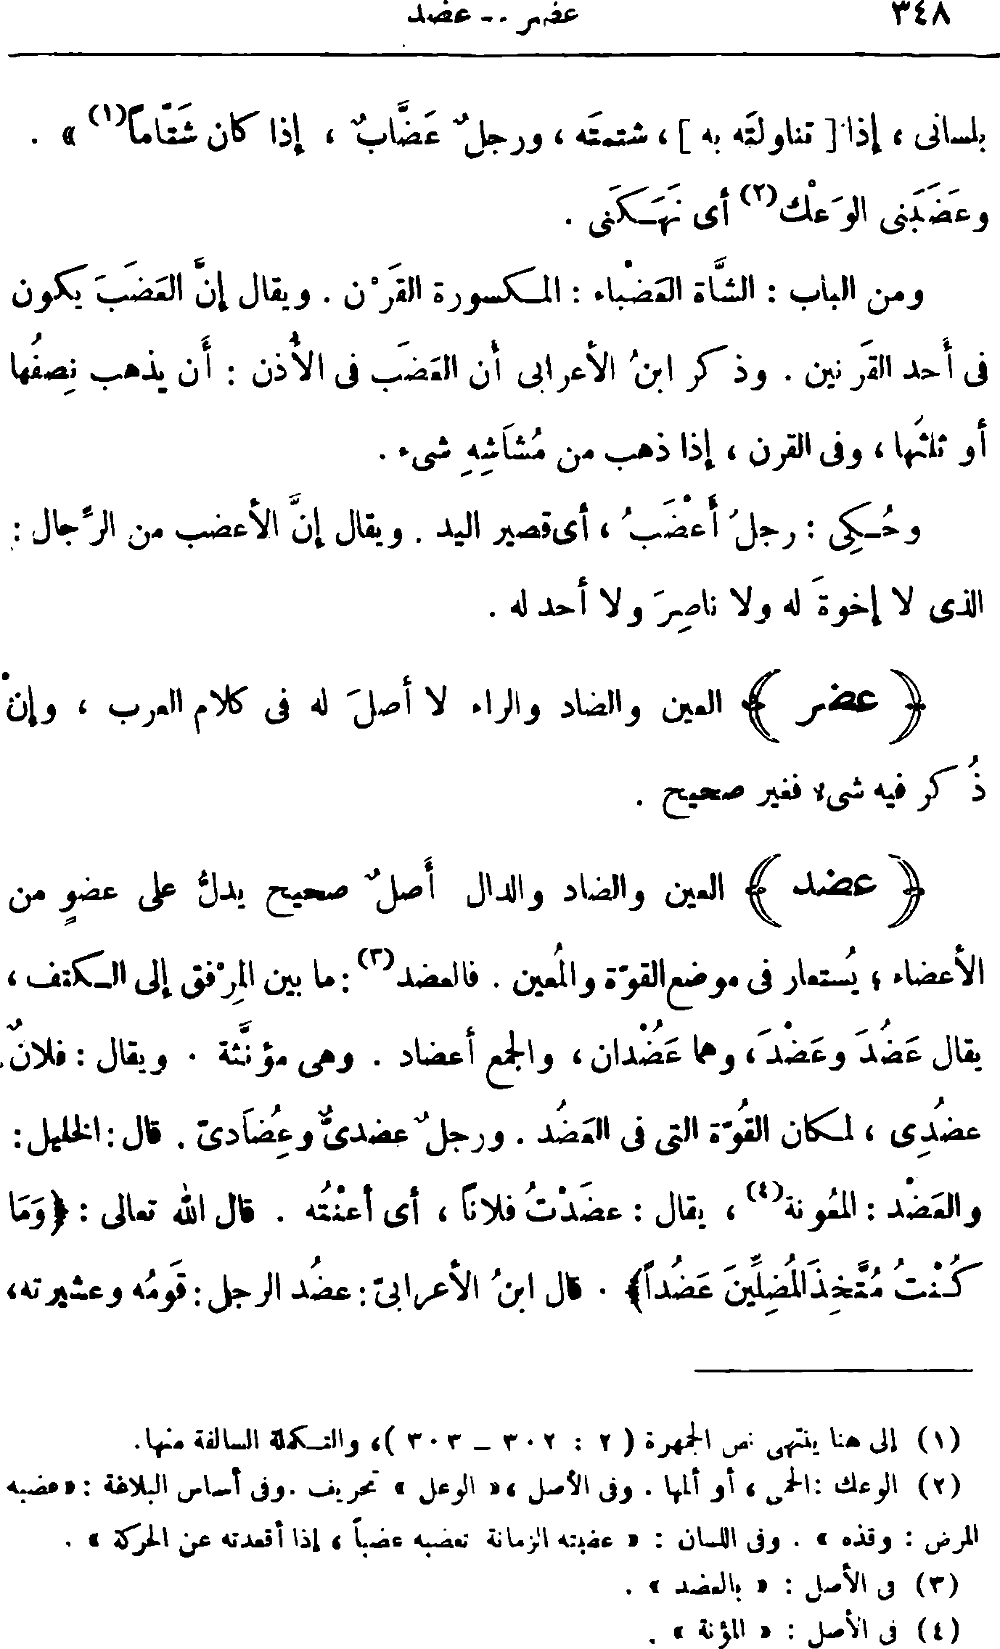 ٣٤٨ عضر -- عضد
بلسانى ، إذا [ تناولتَه به ] ، شتمتَه ، ورجلٌ عَضَّابٌ ، إذا كان شَتّاماً(١) » .
وعَضَبَنى الوَعْك(٢) أى نَهَكَنى .
ومن الباب : الشَّاة العَضْباء : المكسورة القَرْن . ويقال إنَّ العَضَبَ يكون
فى أَحد القَرنين . وذكر ابنُ الأعرابى أن العَضَب فى الأُذن : أَن يذهب نِصفُها
أو ثلثُها ، وفى القرن ، إذا ذهب من مُشَاشِهِ شىء .
وحُكِى : رجلُ أَعْضَبُ ، أى قصير اليد . ويقال إنَّ الأعضب من الرِّجال :
الذى لا إخوةَ له ولا ناصِرَ ولا أحد له .
﴿ عضر ﴾ العين والضاد والراء لا أصلَ له فى كلام العرب ، وإنْ
ذُكر فيه شىء فغير صحيح .
﴿ عضد ﴾ العين والضاد والدال أَصلٌ صحيح يدلُّ على عضوٍ من
الأعضاء ؛ يُستعار فى موضع القوّة والمُعين . فالعضد(٣) : ما بين المِرْفق إلى الكتف ،
يقال عَضُدَ وعَضْدَ ، وهما عَضُدْان ، والجمع أعضاد . وهى مؤنَّثة . ويقال : فلانٌ
عضُدِى ، لمكان القُوّة التى فى العَضُد . ورجلٌ عضدىٌّ وعِضُادىّ . قال : الخليل :
والعَضْد : المعُونة(٤) ، يقال : عضَدْتُ فلاناً ، أى أعنْتُه . قال الله تعالى : ﴿ وَمَا
كُنْتُ مُتَّخِذَ المُضِلِّينَ عَضُداً ﴾ . قال ابنُ الأعرابىّ : عضُد الرجل : قَومُه وعشيرته ،
(١) إلى هنا ينتهى نص الجمهرة ( ٢ : ٣٠٢ – ٣٠٣ ) ، والتكملة السالفة منها .
(٢) الوعك : الحمى ، أو ألمها . وفى الأصل ، « الوعل » تحريف . وفى أساس البلاغة : « عضبه
المرض : وقذه » . وفى اللسان : « عضبته الزمانة تعضبه عضباً ، إذا أقعدته عن الحركة » .
(٣) فى الأصل : « بالعضد » .
(٤) فى الأصل : « المؤنة » .